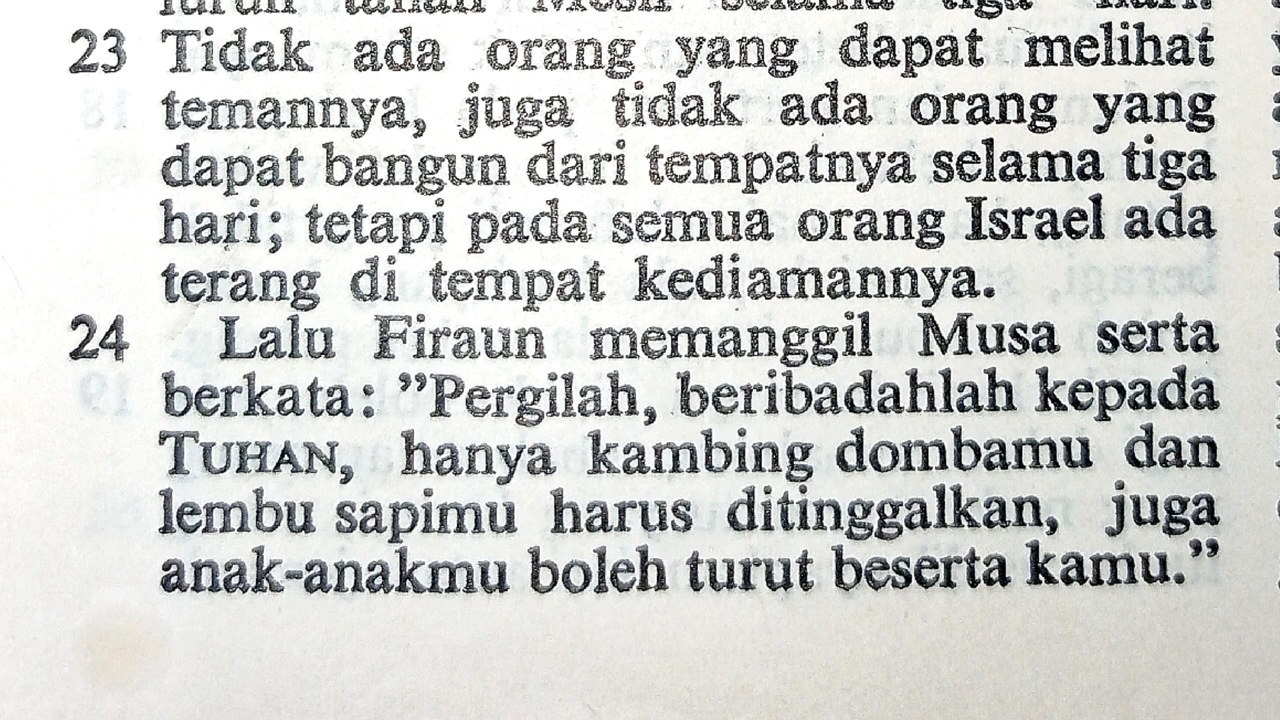 23 Tidak ada orang yang dapat melihat
temannya, juga tidak ada orang yang
dapat bangun dari tempatnya selama tiga
hari; tetapi pada semua orang Israel ada
terang di tempat kediamannya.
24 Lalu Firaun memanggil Musa serta
berkata: ”Pergilah, beribadahlah kepada
TUHAN, hanya kambing dombamu dan
lembu sapimu harus ditinggalkan, juga
anak-anakmu boleh turut beserta kamu.”